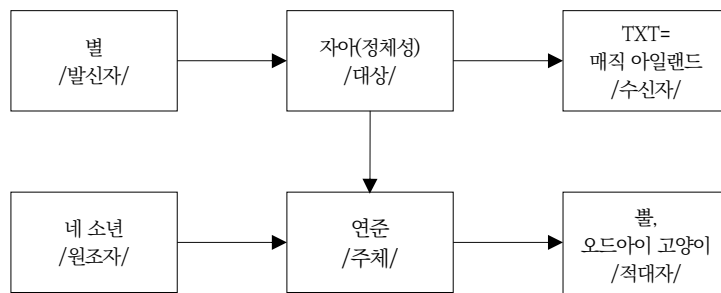 별
/발신자/
자아(정체성)
/대상/
TXT=
매직 아일랜드
/수신자/
네 소년
/원조자/
연준
/주체/
뿔,
오드아이 고양이
/적대자/